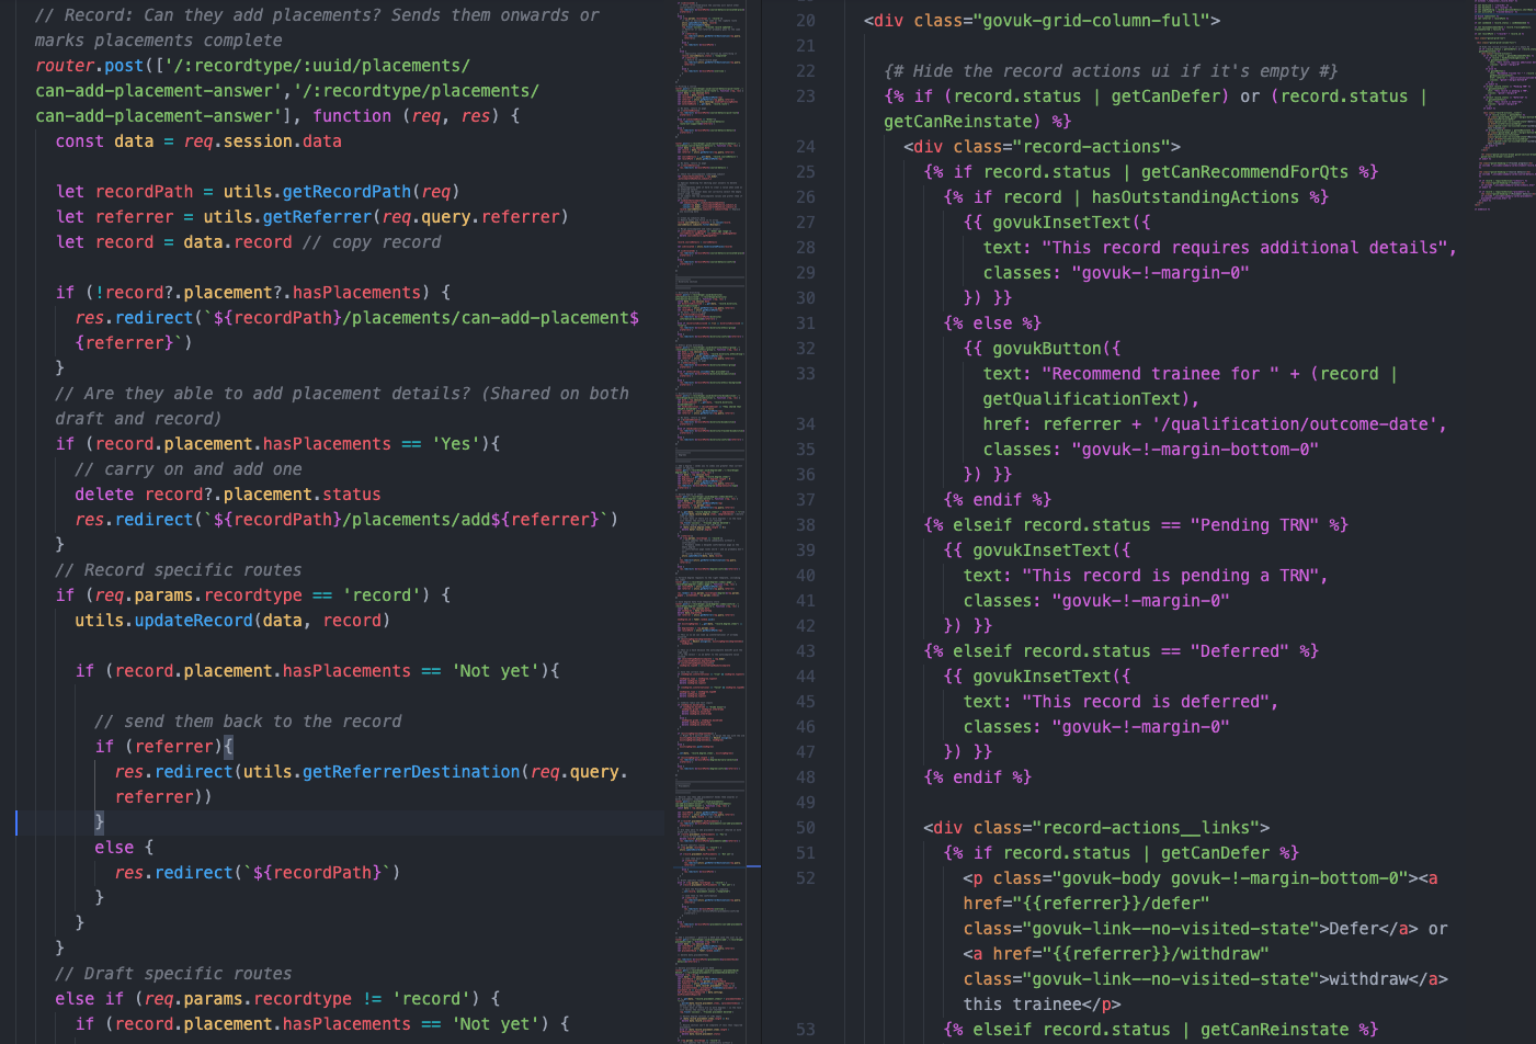 // Record: Can they add placements? Sends them onwards or
marks placements complete
router.post(['/:recordtype/:uuid/placements/
can-add-placement-answer','/:recordtype/placements/
can-add-placement-answer'], function (req, res) {
const data = req.session.data
let recordPath = utils.getRecordPath(req)
let referrer = utils.getReferrer(req.query.referrer)
let record = data.record // copy record
if (!record?.placement?.hasPlacements) {
res.redirect(`${recordPath}/placements/can-add-placement$
{referrer}`)
}
// Are they able to add placement details? (Shared on both
draft and record)
if (record.placement.hasPlacements == 'Yes'){
// carry on and add one
delete record?.placement.status
res.redirect(`${recordPath}/placements/add${referrer}`)
}
// Record specific routes
if (req.params.recordtype == 'record') {
utils.updateRecord(data, record)
if (record.placement.hasPlacements == 'Not yet'){
// send them back to the record
if (referrer){
res.redirect(utils.getReferrerDestination(req.query.
referrer))
}
else {
res.redirect(`${recordPath}`)
}
}
}
// Draft specific routes
else if (req.params.recordtype != 'record') {
if (record.placement.hasPlacements == 'Not yet') {
20 <div class="govuk-grid-column-full">
21
22 {# Hide the record actions ui if it's empty #}
23 {% if (record.status | getCanDefer) or (record.status |
getCanReinstate) %}
24 <div class="record-actions">
25 {% if record.status | getCanRecommendForQts %}
26 {% if record | hasOutstandingActions %}
27 {{ govukInsetText({
28 text: "This record requires additional details",
29 classes: "govuk-!-margin-0"
30 }) }}
31 {% else %}
32 {{ govukButton({
33 text: "Recommend trainee for " + (record |
getQualificationText),
34 href: referrer + '/qualification/outcome-date',
35 classes: "govuk-!-margin-bottom-0"
36 }) }}
37 {% endif %}
38 {% elseif record.status == "Pending TRN" %}
39 {{ govukInsetText({
40 text: "This record is pending a TRN",
41 classes: "govuk-!-margin-0"
42 }) }}
43 {% elseif record.status == "Deferred" %}
44 {{ govukInsetText({
45 text: "This record is deferred",
46 classes: "govuk-!-margin-0"
47 }) }}
48 {% endif %}
49
50 <div class="record-actions__links">
51 {% if record.status | getCanDefer %}
52 <p class="govuk-body govuk-!-margin-bottom-0"><a
href="{{referrer}}/defer"
class="govuk-link--no-visited-state">Defer</a> or
<a href="{{referrer}}/withdraw"
class="govuk-link--no-visited-state">withdraw</a>
this trainee</p>
53 {% elseif record.status | getCanReinstate %}